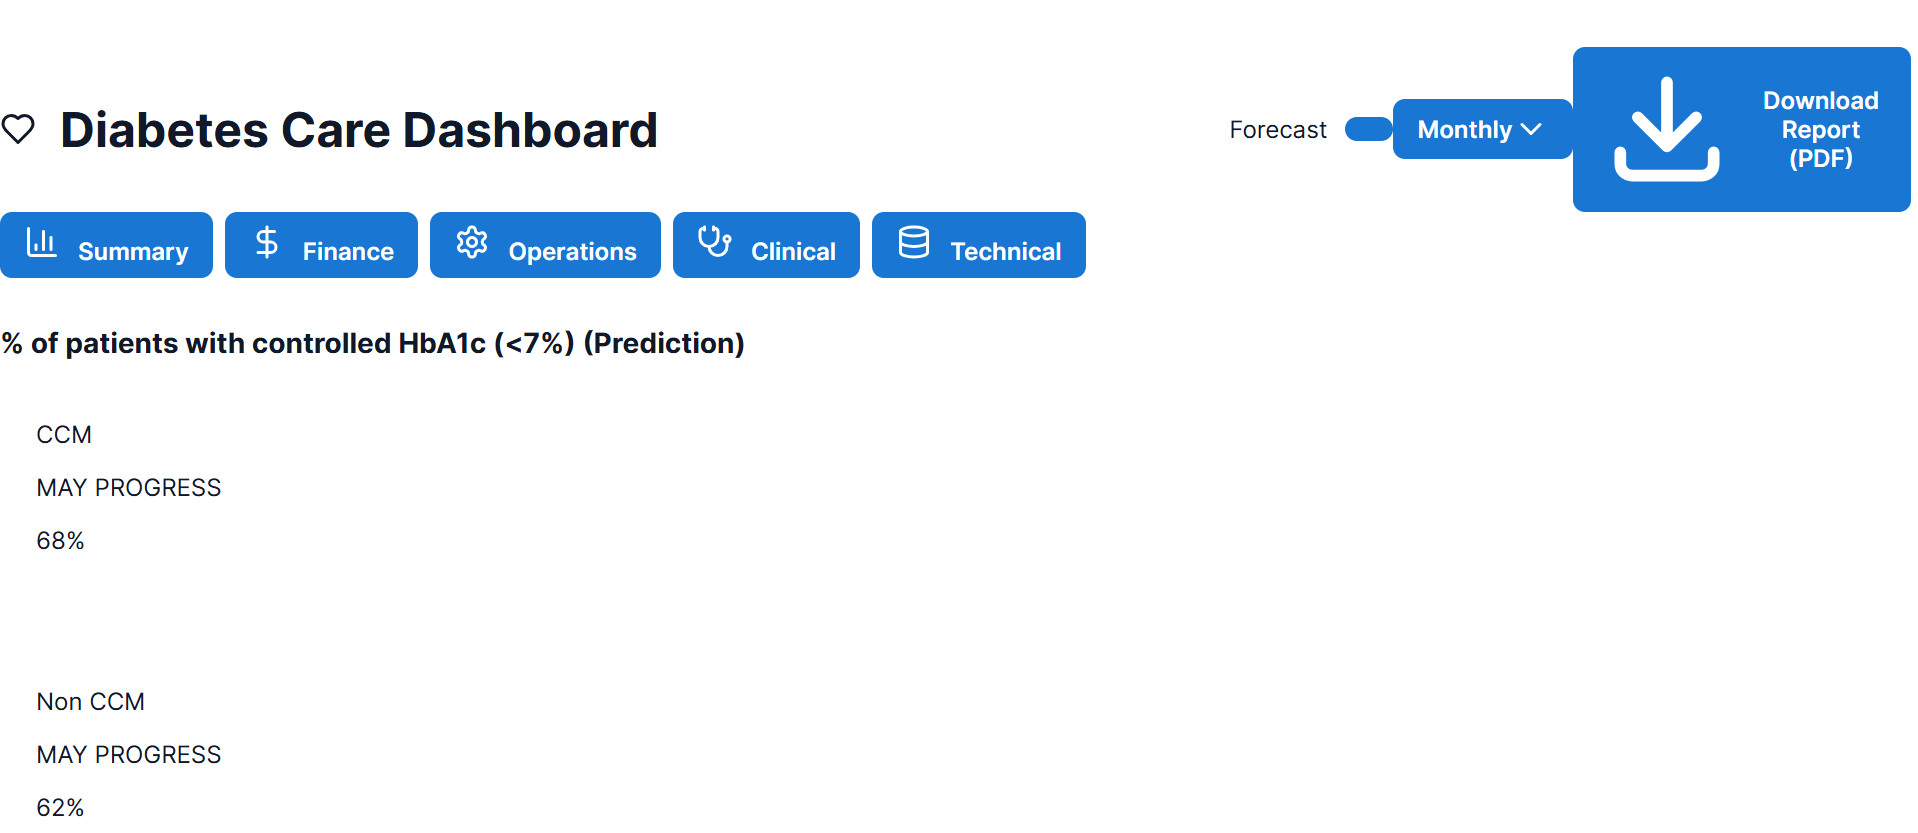 Diabetes Care Dashboard
Forecast
Monthly
Download
Report
(PDF)
Summary
Finance
Operations
Clinical
Technical
% of patients with controlled HbA1c (<7%) (Prediction)
CCM
MAY PROGRESS
68%
Non CCM
MAY PROGRESS
62%